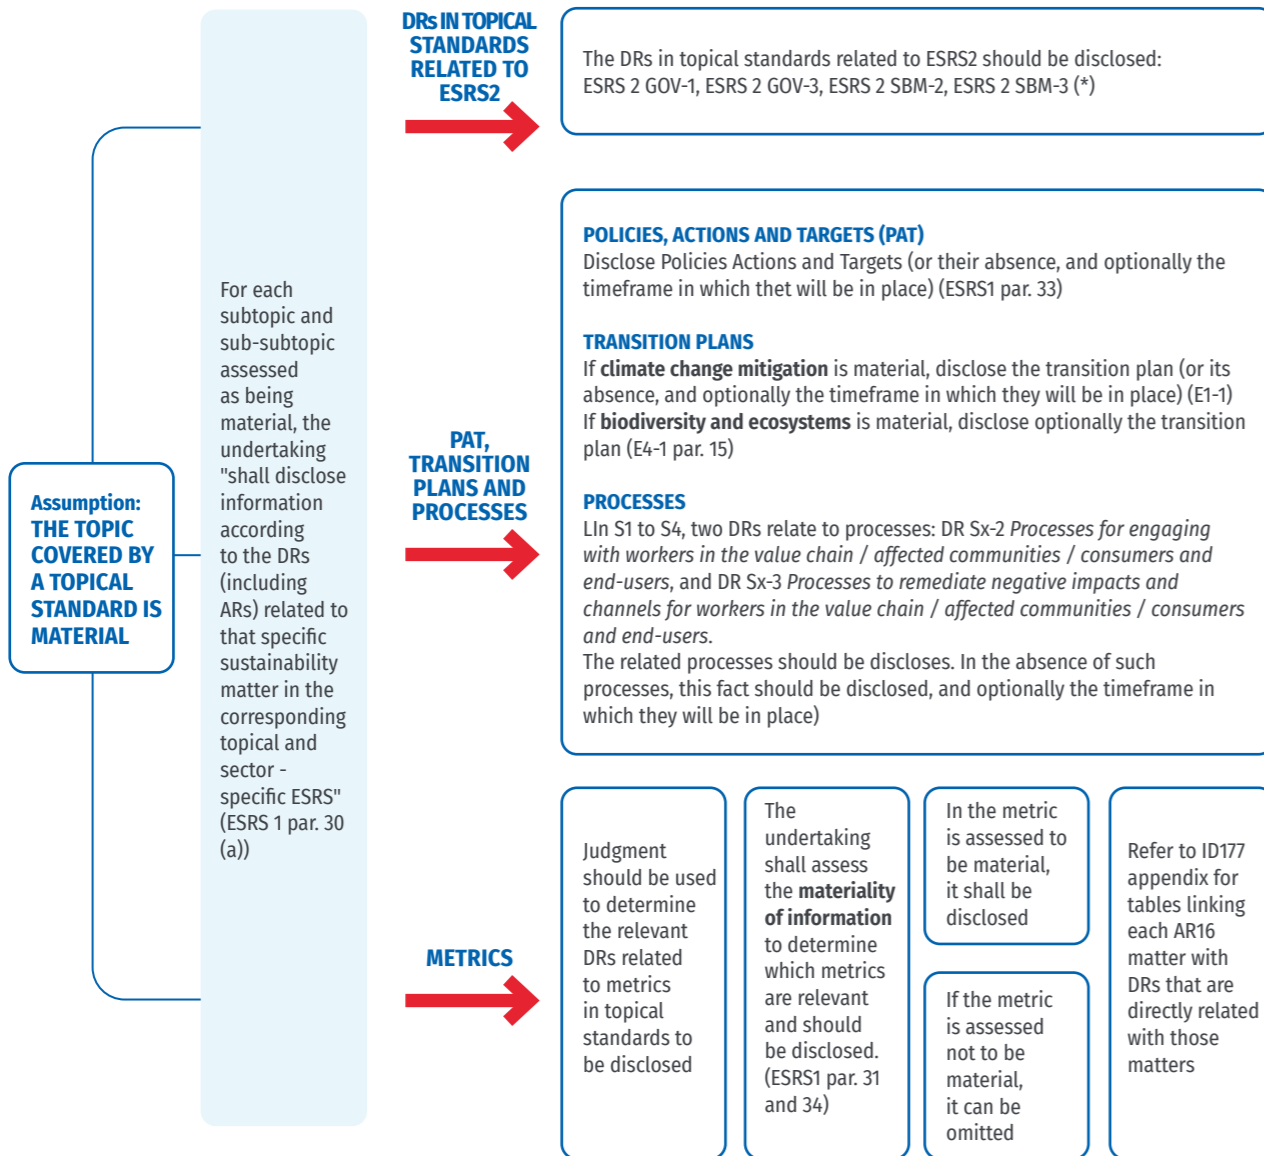 Assumption:
THE TOPIC
COVERED BY
A TOPICAL
STANDARD IS
MATERIAL
For each
subtopic and
sub-subtopic
assessed
as being
material, the
undertaking
"shall disclose
information
according
to the DRs
(including
ARs) related to
that specific
sustainability
matter in the
corresponding
topical and
sector -
specific ESRS"
(ESRS 1 par. 30
(a))
DRs IN TOPICAL
STANDARDS
RELATED TO
ESRS2
The DRs in topical standards related to ESRS2 should be disclosed:
ESRS 2 GOV-1, ESRS 2 GOV-3, ESRS 2 SBM-2, ESRS 2 SBM-3 (*)
PAT,
TRANSITION
PLANS AND
PROCESSES
POLICIES, ACTIONS AND TARGETS (PAT)
Disclose Policies Actions and Targets (or their absence, and optionally the
timeframe in which thet will be in place) (ESRS1 par. 33)
TRANSITION PLANS
If climate change mitigation is material, disclose the transition plan (or its
absence, and optionally the timeframe in which they will be in place) (E1-1)
If biodiversity and ecosystems is material, disclose optionally the transition
plan (E4-1 par. 15)
PROCESSES
LIn S1 to S4, two DRs relate to processes: DR Sx-2 Processes for engaging
with workers in the value chain / affected communities / consumers and
end-users, and DR Sx-3 Processes to remediate negative impacts and
channels for workers in the value chain / affected communities / consumers
and end-users.
The related processes should be discloses. In the absence of such
processes, this fact should be disclosed, and optionally the timeframe in
which they will be in place)
METRICS
Judgment
should be used
to determine
the relevant
DRs related
to metrics
in topical
standards to
be disclosed
The
undertaking
shall assess
the materiality
of information
to determine
which metrics
are relevant
and should
be disclosed.
(ESRS1 par. 31
and 34)
In the metric
is assessed to
be material,
it shall be
disclosed
If the metric
is assessed
not to be
material,
it can be
omitted
Refer to ID177
appendix for
tables linking
each AR16
matter with
DRs that are
directly related
with those
matters